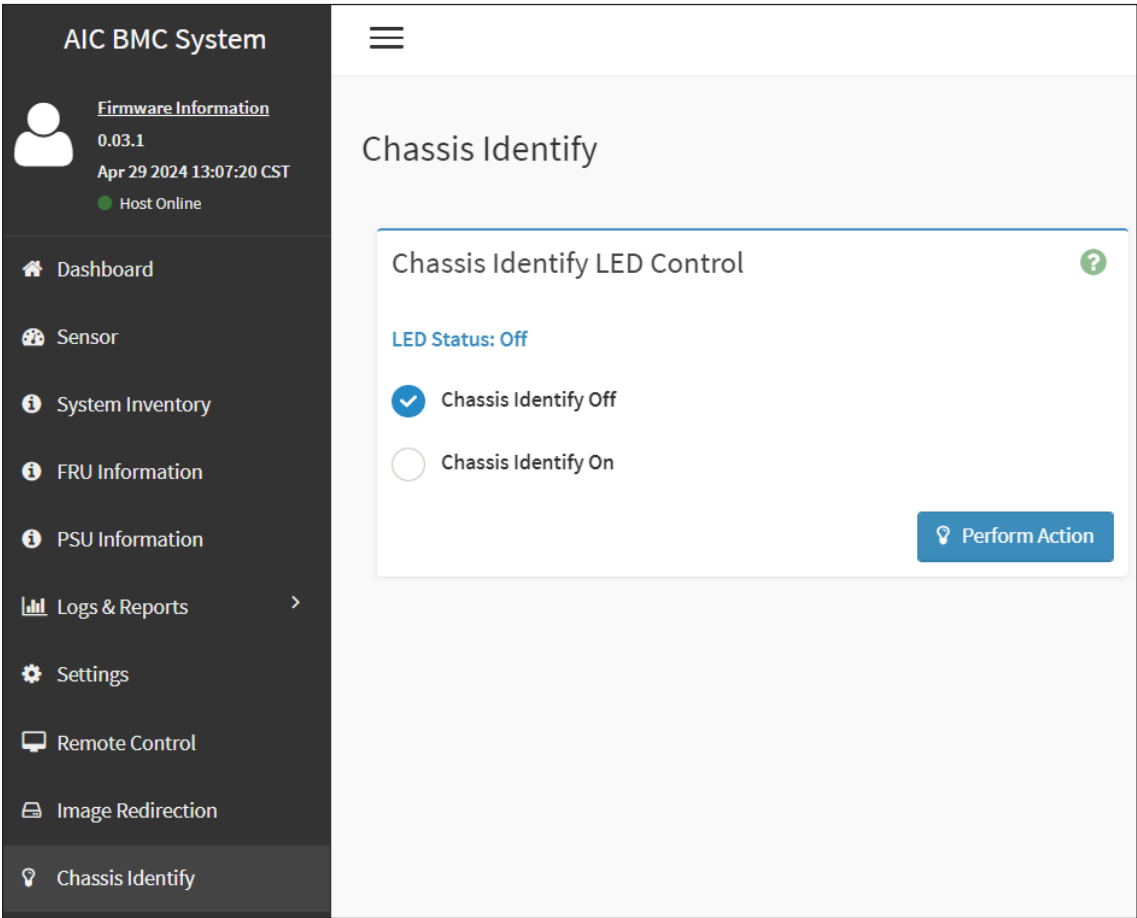 AIC BMC System
Firmware Information
0.03.1
Apr 29 2024 13:07:20 CST
Host Online
Dashboard
Sensor
System Inventory
FRU Information
PSU Information
Logs & Reports
Settings
Remote Control
Image Redirection
Chassis Identify
Chassis Identify
Chassis Identify LED Control
LED Status: Off
Chassis Identify Off
Chassis Identify On
Perform Action